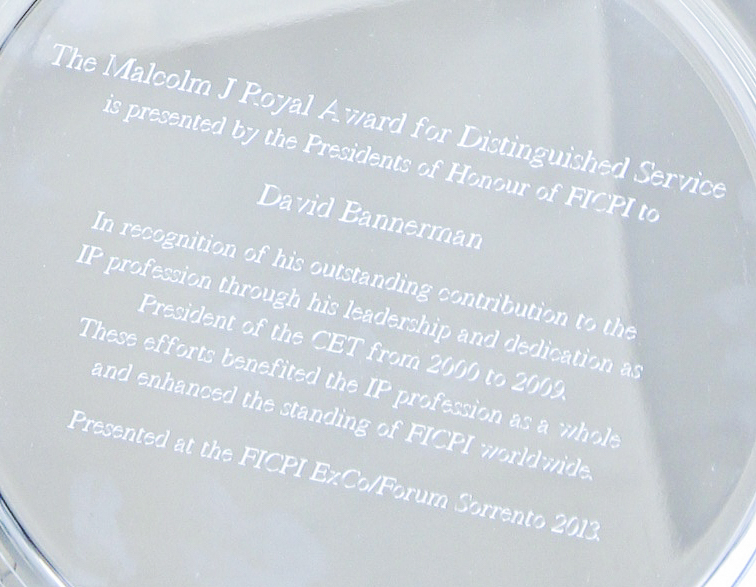 The Malcolm J Royal Award for Distinguished Service
is presented by the Presidents of Honour of FICPI to
David Bannerman
In recognition of his outstanding contribution to the
IP profession through his leadership and dedication as
President of the CET from 2000 to 2009.
These efforts benefited the IP profession as a whole
and enhanced the standing of FICPI worldwide.
Presented at the FICPI ExCo/Forum Sorrento 2013.